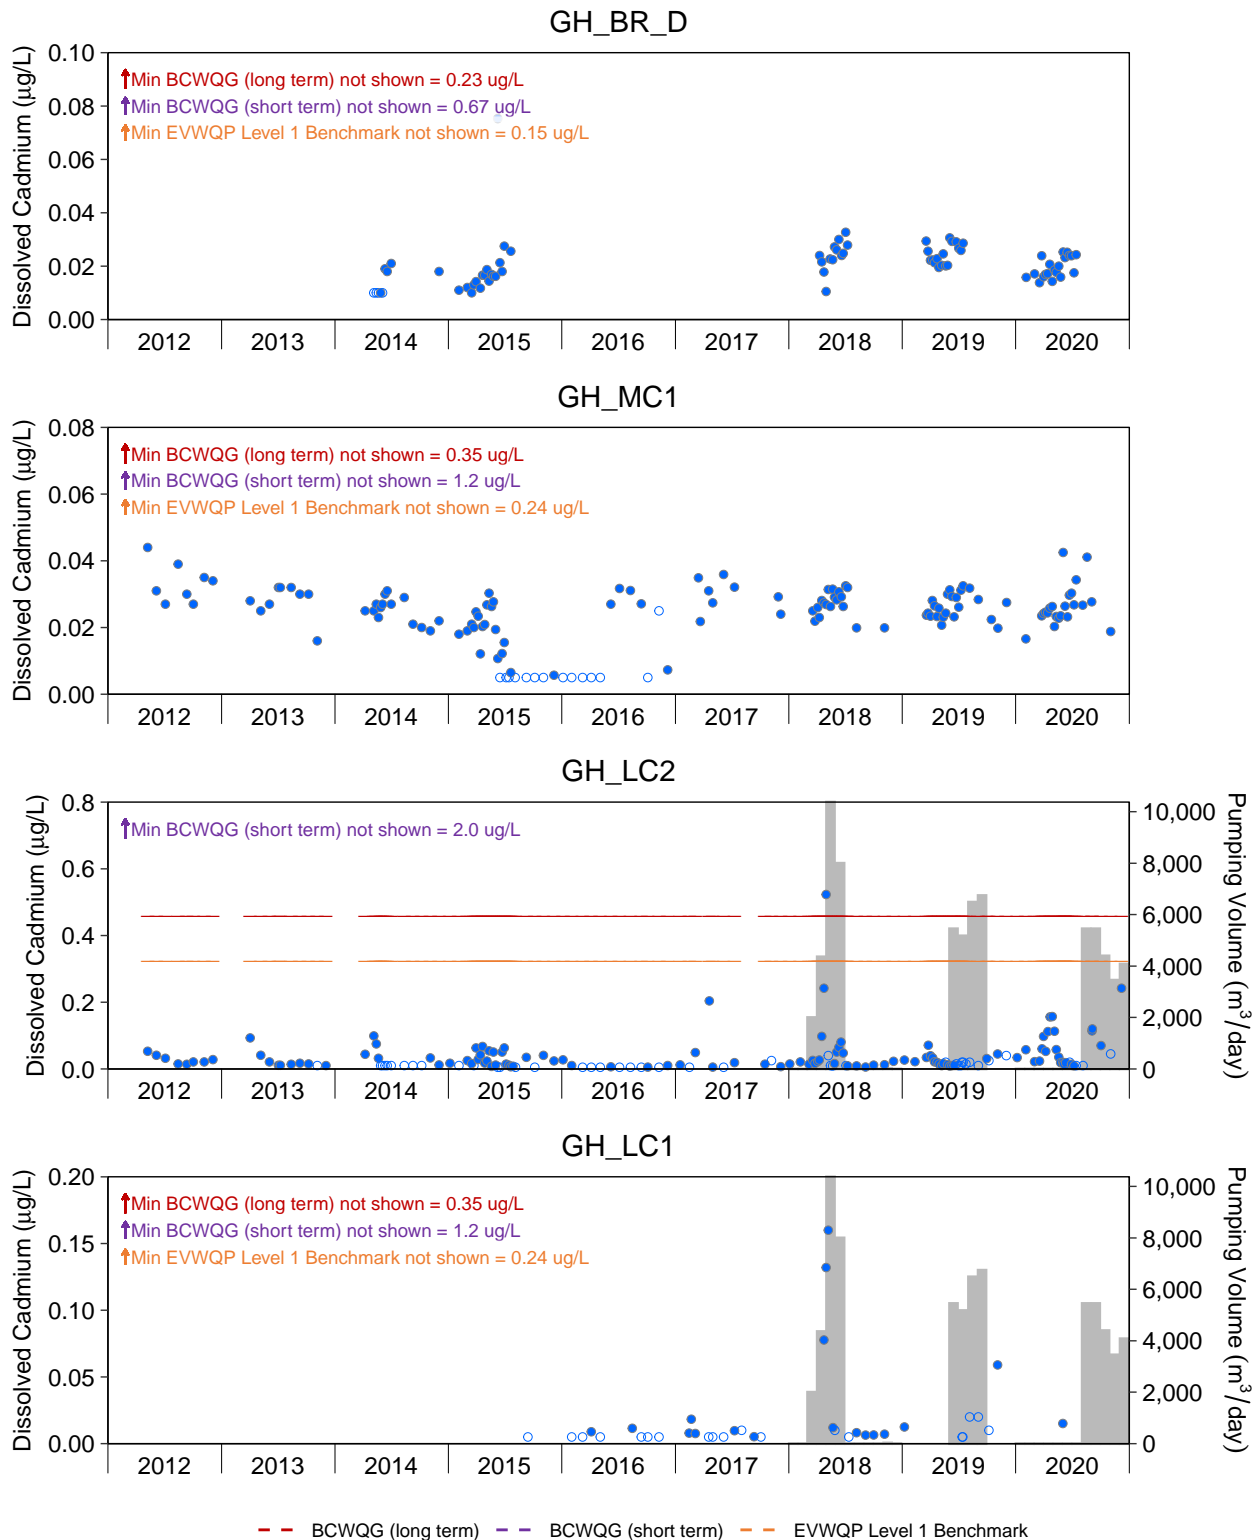 GH_BR_D
Dissolved Cadmium (µg/L)
0.10
0.08
0.06
0.04
0.02
0.00
Min BCWQG (long term) not shown = 0.23 ug/L
Min BCWQG (short term) not shown = 0.67 ug/L
Min EVWQP Level 1 Benchmark not shown = 0.15 ug/L
2012 2013 2014 2015 2016 2017 2018 2019 2020
GH_MC1
Dissolved Cadmium (µg/L)
0.08
0.06
0.04
0.02
0.00
Min BCWQG (long term) not shown = 0.35 ug/L
Min BCWQG (short term) not shown = 1.2 ug/L
Min EVWQP Level 1 Benchmark not shown = 0.24 ug/L
2012 2013 2014 2015 2016 2017 2018 2019 2020
GH_LC2
Dissolved Cadmium (µg/L)
0.8
0.6
0.4
0.2
0.0
Min BCWQG (short term) not shown = 2.0 ug/L
10,000
8,000
6,000
4,000
2,000
0
Pumping Volume (m³/day)
2012 2013 2014 2015 2016 2017 2018 2019 2020
GH_LC1
Dissolved Cadmium (µg/L)
0.20
0.15
0.10
0.05
0.00
Min BCWQG (long term) not shown = 0.35 ug/L
Min BCWQG (short term) not shown = 1.2 ug/L
Min EVWQP Level 1 Benchmark not shown = 0.24 ug/L
10,000
8,000
6,000
4,000
2,000
0
Pumping Volume (m³/day)
2012 2013 2014 2015 2016 2017 2018 2019 2020
BCWQG (long term) BCWQG (short term) EVWQP Level 1 Benchmark